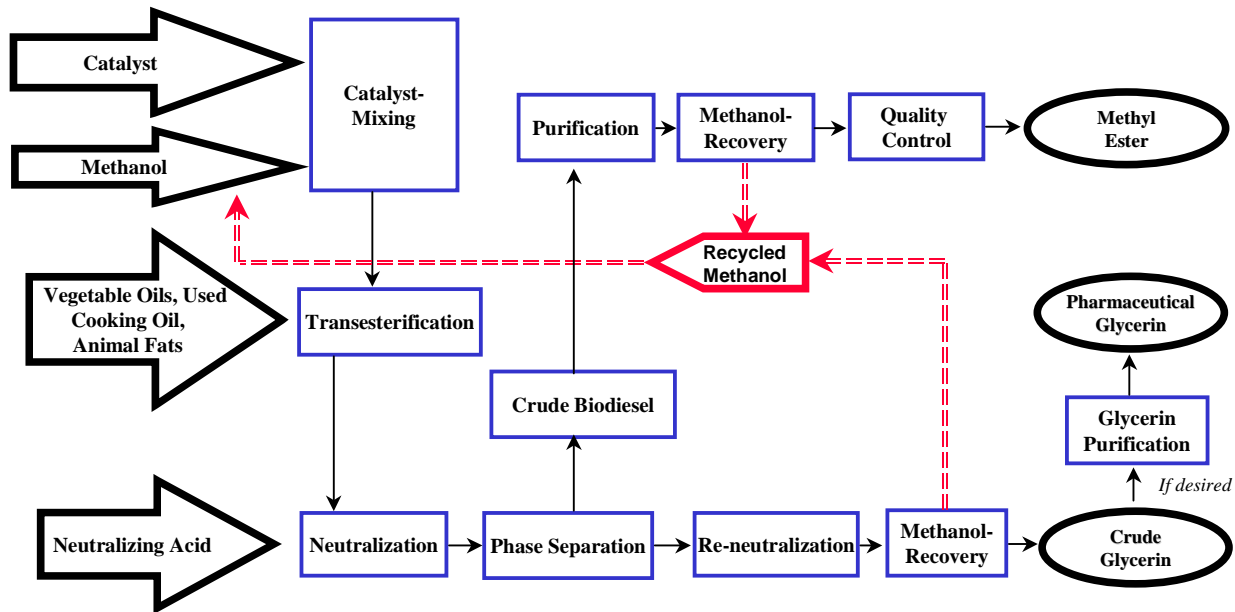 Catalyst
Catalyst-
Mixing
Methanol
Purification
Methanol-
Recovery
Quality
Control
Methyl
Ester
Recycled
Methanol
Vegetable Oils, Used
Cooking Oil,
Animal Fats
Transesterification
Pharmaceutical
Glycerin
Crude Biodiesel
Glycerin
Purification
If desired
Neutralizing Acid
Neutralization
Phase Separation
Re-neutralization
Methanol-
Recovery
Crude
Glycerin